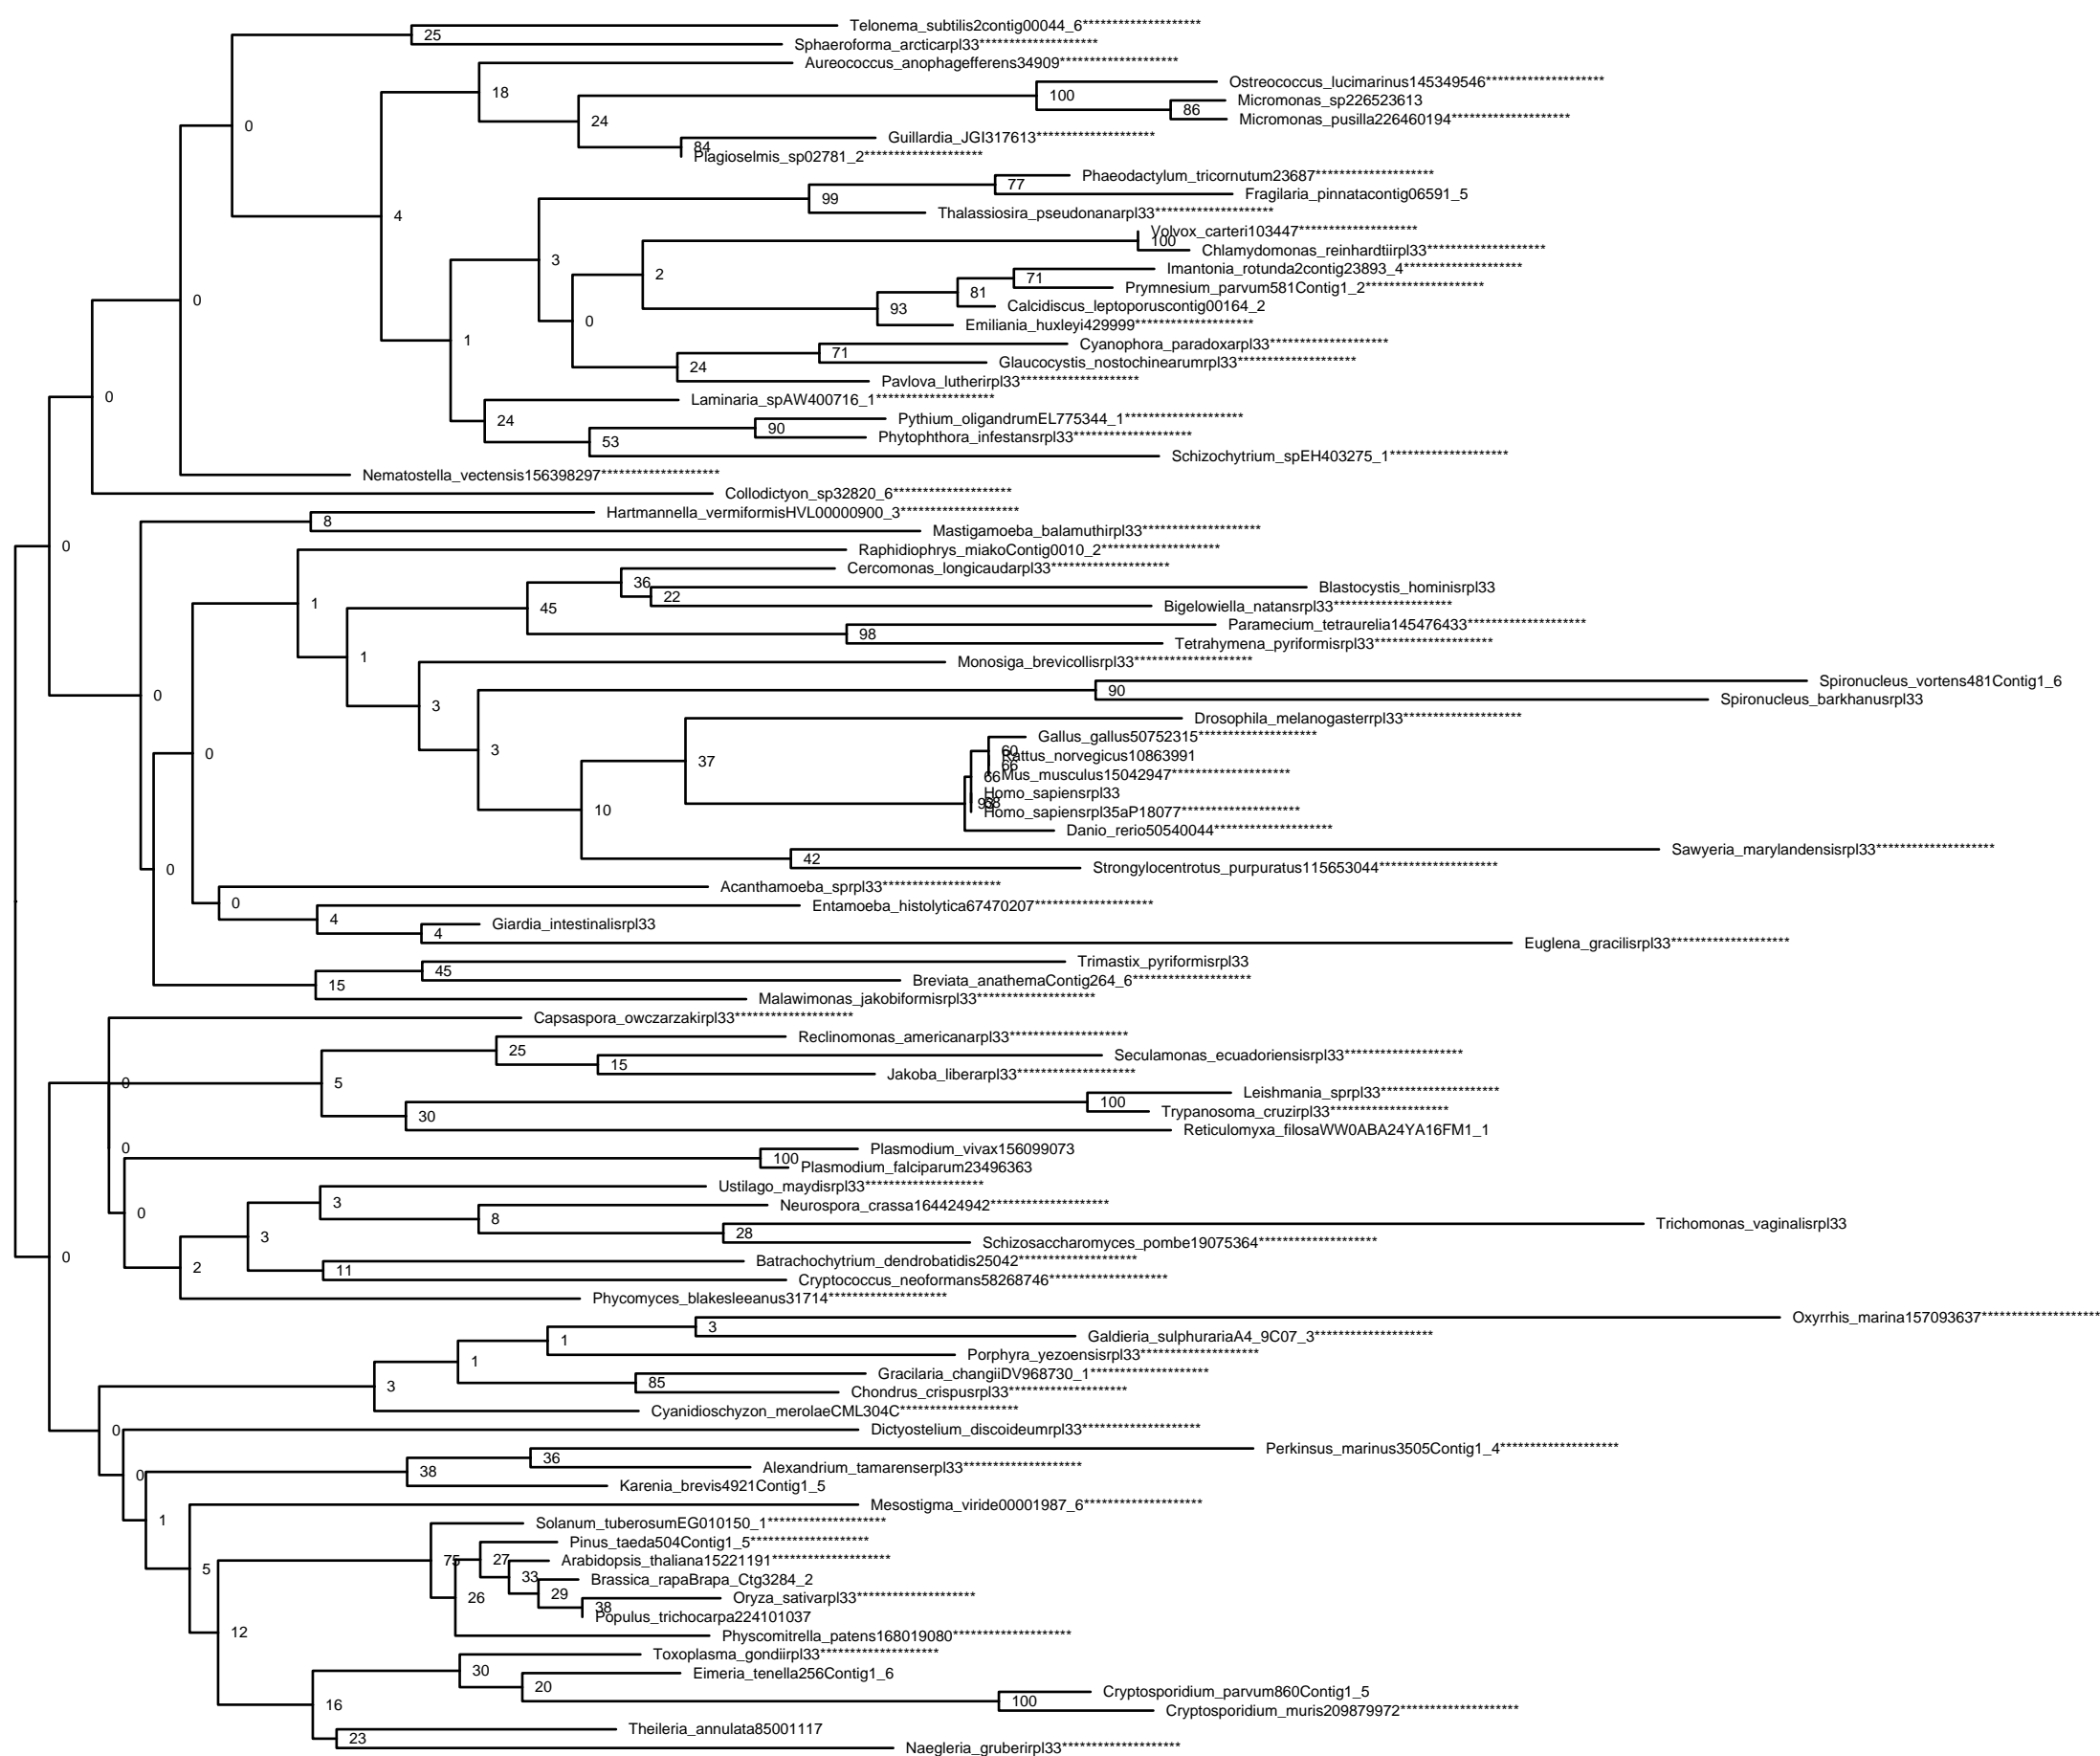 Telonema_subtilis2contig00044_6********************
25
Sphaeroforma_arcticarpl33********************
Aureococcus_anophagefferens34909********************
Ostreococcus_lucimarinus145349546********************
18
100
Micromonas_sp226523613
86
Micromonas_pusilla226460194********************
24
0
Guillardia_JGI317613********************
84
Plagioselmis_sp02781_2********************
Phaeodactylum_tricornutum23687********************
77
Fragilaria_pinnatacontig06591_5
99
Thalassiosira_pseudonanarpl33********************
4
Volvox_carteri103447********************
100
Chlamydomonas_reinhardtiirpl33********************
3
Imantonia_rotunda2contig23893_4********************
2
71
Prymnesium_parvum581Contig1_2********************
81
0
Calcidiscus_leptoporuscontig00164_2
93
0
Emiliania_huxleyi429999********************
1
Cyanophora_paradoxarpl33********************
71
Glaucocystis_nostochinearumrpl33********************
24
Pavlova_lutherirpl33********************
0
Laminaria_spAW400716_1********************
Pythium_oligandrumEL775344_1********************
24
90
Phytophthora_infestansrpl33********************
53
Schizochytrium_spEH403275_1********************
Nematostella_vectensis156398297********************
Collodictyon_sp32820_6********************
Hartmannella_vermiformisHVL00000900_3********************
8
Mastigamoeba_balamuthirpl33********************
0
Raphidiophrys_miakoContig0010_2********************
Cercomonas_longicaudarpl33********************
36
Blastocystis_hominisrpl33
22
1
45
Bigelowiella_natansrpl33********************
Paramecium_tetraurelia145476433********************
98
Tetrahymena_pyriformisrpl33********************
1
Monosiga_brevicollisrpl33********************
Spironucleus_vortens481Contig1_6
90
0
Spironucleus_barkhanusrpl33
3
Drosophila_melanogasterrpl33********************
Gallus_gallus50752315********************
3
60
0
Rattus_norvegicus10863991
37
66
Mus_musculus15042947********************
66
Homo_sapiensrpl33
93
68
10
Homo_sapiensrpl35aP18077********************
Danio_rerio50540044********************
Sawyeria_marylandensisrpl33********************
42
Strongylocentrotus_purpuratus115653044********************
0
Acanthamoeba_sprpl33********************
0
Entamoeba_histolytica67470207********************
4
Giardia_intestinalisrpl33
4
Euglena_gracilisrpl33********************
Trimastix_pyriformisrpl33
45
Breviata_anathemaContig264_6********************
15
Malawimonas_jakobiformisrpl33********************
Capsaspora_owczarzakirpl33********************
Reclinomonas_americanarpl33********************
25
Seculamonas_ecuadoriensisrpl33********************
15
Jakoba_liberarpl33********************
0
5
Leishmania_sprpl33********************
100
Trypanosoma_cruzirpl33********************
30
Reticulomyxa_filosaWW0ABA24YA16FM1_1
0
Plasmodium_vivax156099073
100
Plasmodium_falciparum23496363
Ustilago_maydisrpl33********************
3
Neurospora_crassa164424942********************
0
8
Trichomonas_vaginalisrpl33
28
3
Schizosaccharomyces_pombe19075364********************
0
Batrachochytrium_dendrobatidis25042********************
2
11
Cryptococcus_neoformans58268746********************
Phycomyces_blakesleeanus31714********************
Oxyrrhis_marina157093637********************
3
Galdieria_sulphurariaA4_9C07_3********************
1
Porphyra_yezoensisrpl33********************
1
Gracilaria_changiiDV968730_1********************
85
3
Chondrus_crispusrpl33********************
Cyanidioschyzon_merolaeCML304C********************
0
Dictyostelium_discoideumrpl33********************
Perkinsus_marinus3505Contig1_4********************
36
Alexandrium_tamarenserpl33********************
38
0
Karenia_brevis4921Contig1_5
Mesostigma_viride00001987_6********************
1
Solanum_tuberosumEG010150_1********************
Pinus_taeda504Contig1_5********************
75
27
Arabidopsis_thaliana15221191********************
5
33
Brassica_rapaBrapa_Ctg3284_2
29
26
Oryza_sativarpl33********************
38
Populus_trichocarpa224101037
12
Physcomitrella_patens168019080********************
Toxoplasma_gondiirpl33********************
30
Eimeria_tenella256Contig1_6
20
Cryptosporidium_parvum860Contig1_5
100
16
Cryptosporidium_muris209879972********************
Theileria_annulata85001117
23
Naegleria_gruberirpl33********************